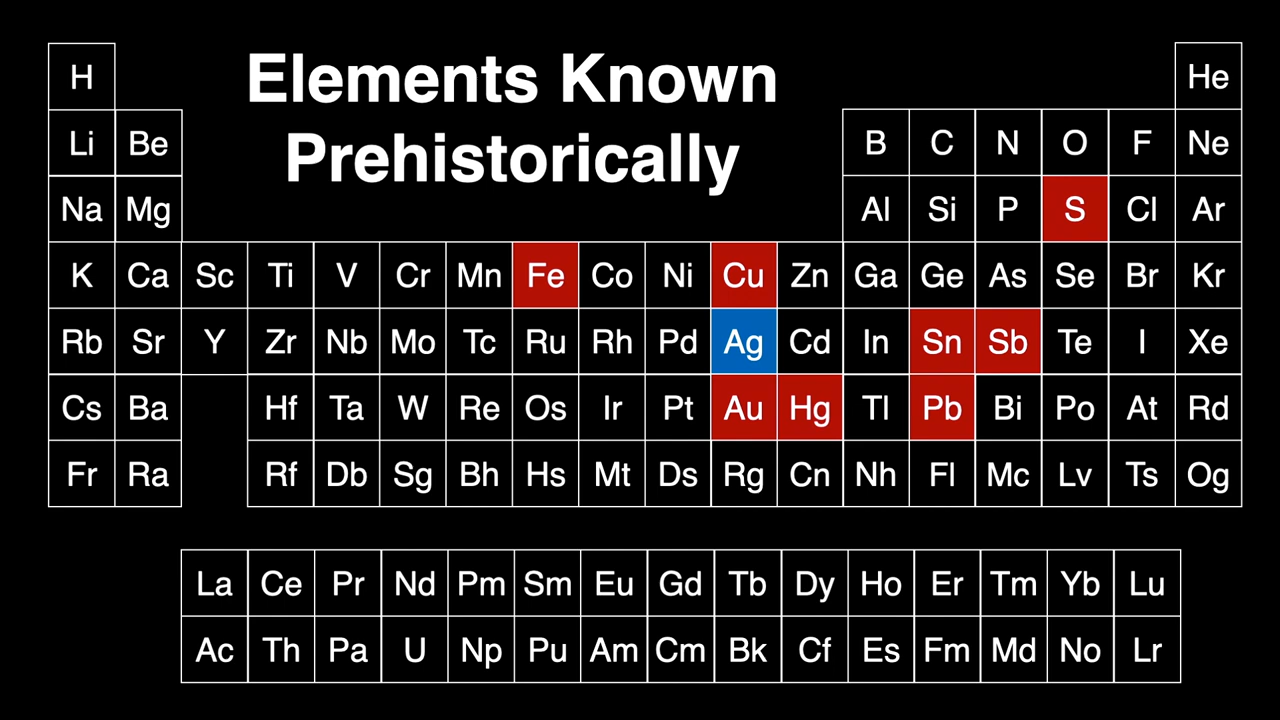 Elements Known
Prehistorically
H He
Li Be B C N O F Ne
Na Mg Al Si P S Cl Ar
K Ca Sc Ti V Cr Mn Fe Co Ni Cu Zn Ga Ge As Se Br Kr
Rb Sr Y Zr Nb Mo Tc Ru Rh Pd Ag Cd In Sn Sb Te I Xe
Cs Ba Hf Ta W Re Os Ir Pt Au Hg Tl Pb Bi Po At Rd
Fr Ra Rf Db Sg Bh Hs Mt Ds Rg Cn Nh Fl Mc Lv Ts Og
La Ce Pr Nd Pm Sm Eu Gd Tb Dy Ho Er Tm Yb Lu
Ac Th Pa U Np Pu Am Cm Bk Cf Es Fm Md No Lr